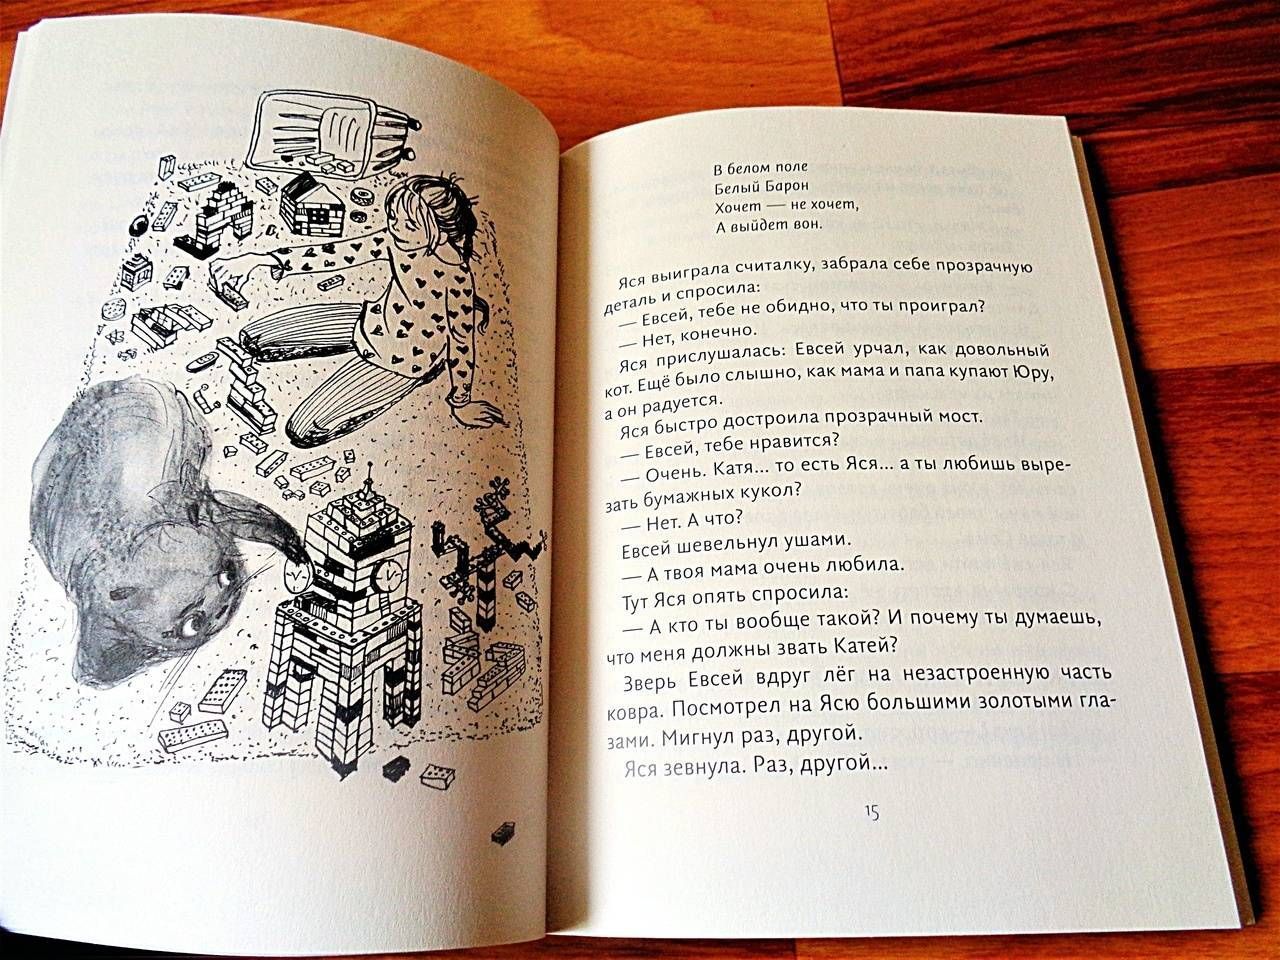 В белом поле
Белый Барон
Хочет — не хочет,
А выйдет вон.
Яся выиграла считалку, забрала себе прозрачную
деталь и спросила:
— Евсей, тебе не обидно, что ты проиграл?
— Нет, конечно.
Яся прислушалась: Евсей урчал, как довольный
кот. Ещё было слышно, как мама и папа купают Юру,
а он радуется.
Яся быстро достроила прозрачный мост.
— Евсей, тебе нравится?
— Очень. Катя... то есть Яся... а ты любишь выре-
зать бумажных кукол?
— Нет. А что?
Евсей шевельнул ушами.
— А твоя мама очень любила.
Тут Яся опять спросила:
— А кто ты вообще такой? И почему ты думаешь,
что меня должны звать Катей?
Зверь Евсей вдруг лёг на незастроенную часть
ковра. Посмотрел на Ясю большими золотыми гла-
зами. Мигнул раз, другой.
Яся зевнула. Раз, другой...
15